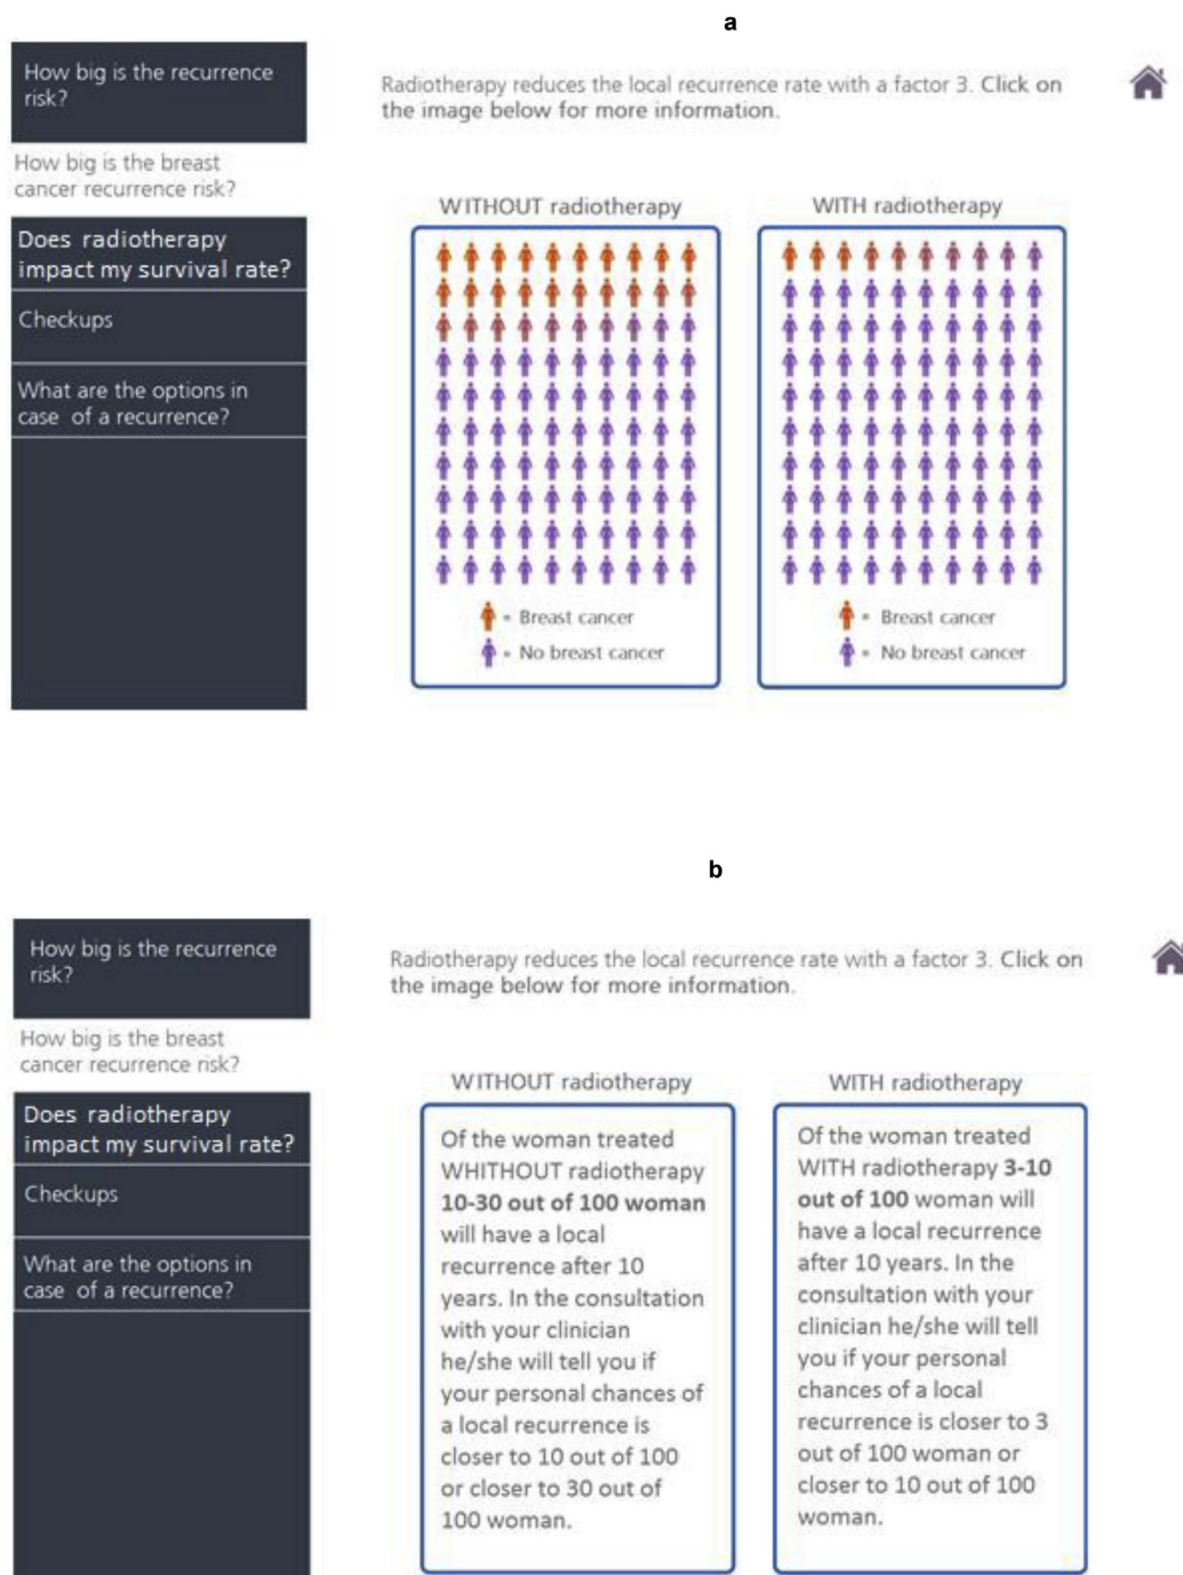 a
How big is the recurrence
risk?
How big is the breast
cancer recurrence risk?
Does radiotherapy
impact my survival rate?
Checkups
What are the options in
case of a recurrence?
Radiotherapy reduces the local recurrence rate with a factor 3. Click on
the image below for more information.
WITHOUT radiotherapy
= Breast cancer
= No breast cancer
WITH radiotherapy
= Breast cancer
= No breast cancer
b
How big is the recurrence
risk?
How big is the breast
cancer recurrence risk?
Does radiotherapy
impact my survival rate?
Checkups
What are the options in
case of a recurrence?
Radiotherapy reduces the local recurrence rate with a factor 3. Click on
the image below for more information.
WITHOUT radiotherapy
Of the woman treated
WHITHOUT radiotherapy
10-30 out of 100 woman
will have a local
recurrence after 10
years. In the consultation
with your clinician
he/she will tell you if
your personal chances of
a local recurrence is
closer to 10 out of 100
or closer to 30 out of
100 woman.
WITH radiotherapy
Of the woman treated
WITH radiotherapy 3-10
out of 100 woman will
have a local recurrence
after 10 years. In the
consultation with your
clinician he/she will tell
you if your personal
chances of a local
recurrence is closer to 3
out of 100 woman or
closer to 10 out of 100
woman.